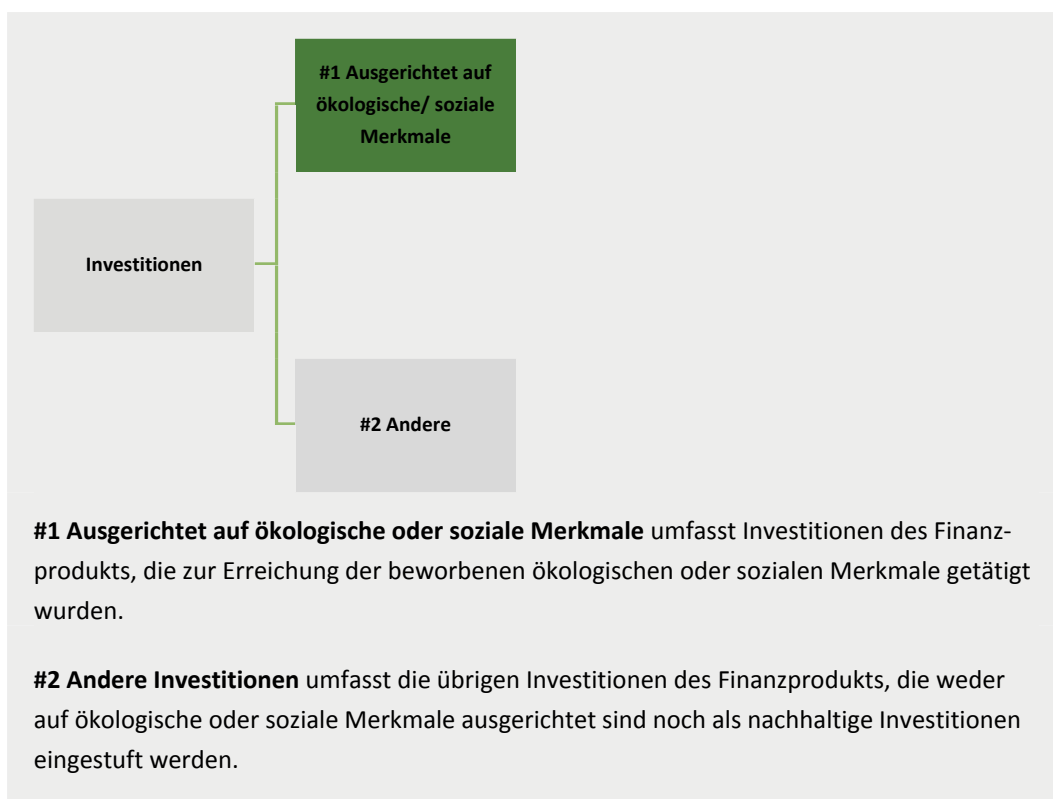 #1 Ausgerichtet auf
ökologische/ soziale
Merkmale
Investitionen
#2 Andere
#1 Ausgerichtet auf ökologische oder soziale Merkmale umfasst Investitionen des Finanz-
produkts, die zur Erreichung der beworbenen ökologischen oder sozialen Merkmale getätigt
wurden.
#2 Andere Investitionen umfasst die übrigen Investitionen des Finanzprodukts, die weder
auf ökologische oder soziale Merkmale ausgerichtet sind noch als nachhaltige Investitionen
eingestuft werden.